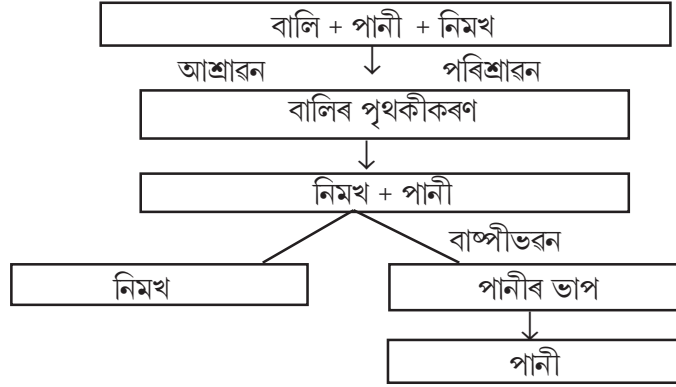 বালি + পানী + নিমখ
আশ্ৰাৱন পৰিশ্ৰাৱন
বালিৰ পৃথকীকৰণ
নিমখ + পানী
বাষ্পীভৱন
নিমখ পানীৰ ভাপ
পানী